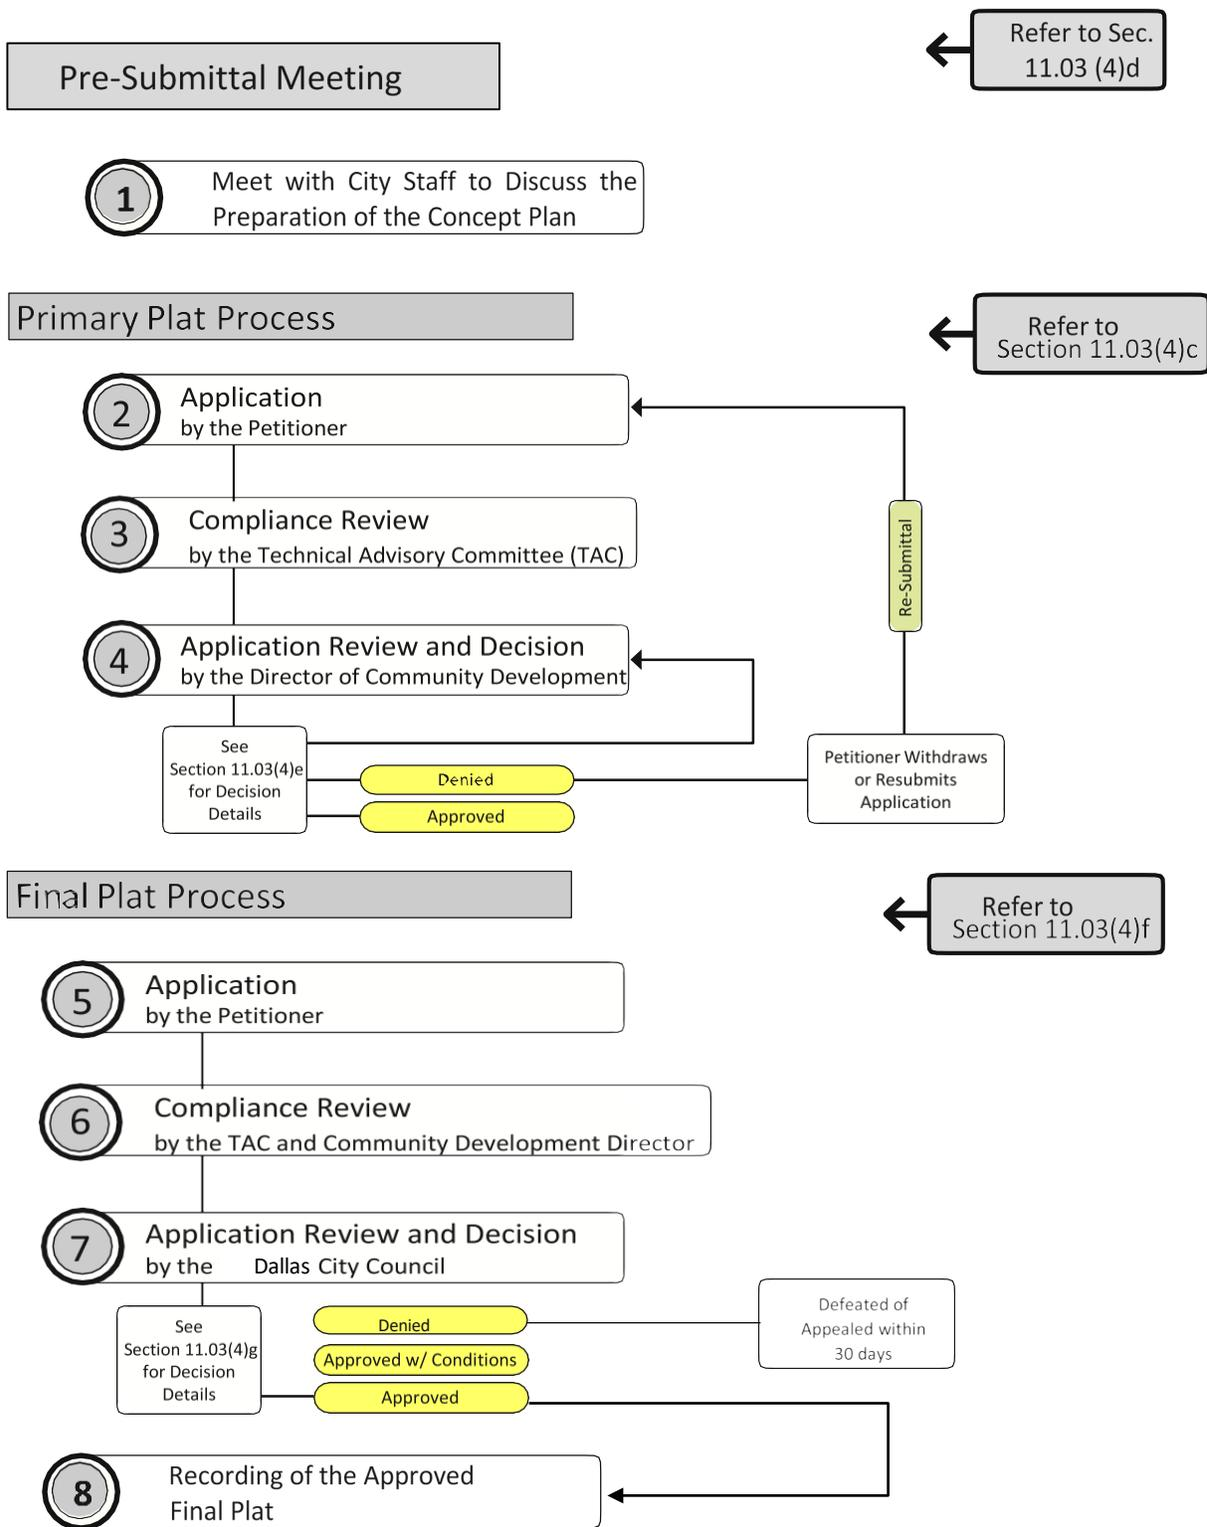 Refer to Sec.
11.03 (4)d
Pre-Submittal Meeting
1
Meet with City Staff to Discuss the
Preparation of the Concept Plan
Primary Plat Process
Refer to
Section 11.03(4)c
2
Application
by the Petitioner
3
Compliance Review
by the Technical Advisory Committee (TAC)
Re-Submittal
4
Application Review and Decision
by the Director of Community Development
See
Section 11.03(4)e
for Decision
Details
Denied
Approved
Petitioner Withdraws
or Resubmits
Application
Final Plat Process
Refer to
Section 11.03(4)f
5
Application
by the Petitioner
6
Compliance Review
by the TAC and Community Development Director
7
Application Review and Decision
by the Dallas City Council
See
Section 11.03(4)g
for Decision
Details
Denied
Approved w/ Conditions
Approved
Defeated of
Appealed within
30 days
8
Recording of the Approved
Final Plat